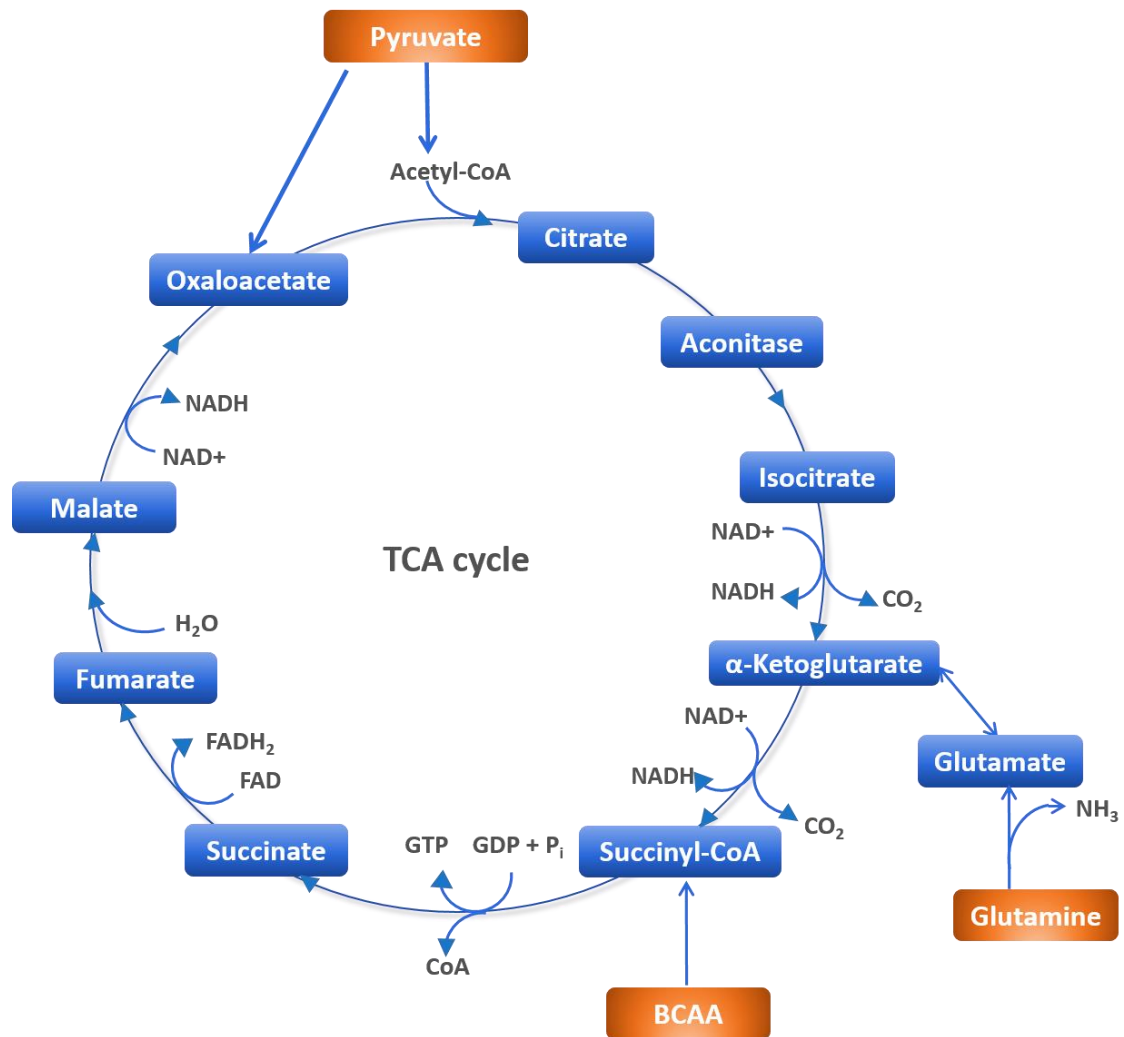 Pyruvate
Acetyl-CoA
Citrate
Oxaloacetate
Aconitase
NADH
NAD+
Isocitrate
Malate
NAD+
TCA cycle
NADH
CO₂
H₂O
α-Ketoglutarate
Fumarate
NAD+
FADH₂
Glutamate
FAD
NADH
NH₃
CO₂
GTP
GDP + Pᵢ
Succinate
Succinyl-CoA
Glutamine
CoA
BCAA